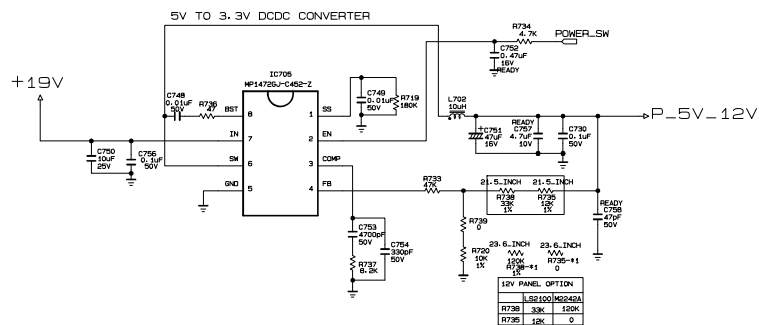 5V TO 3.3V DCDC CONVERTER
R734
4.7K
POWER_SW
C752
0.47uF
16V
READY
+19V
IC705
MP1472GJ-C452-Z
C748
0.01uF
50V
R736
47
BST
8
1
SS
C749
0.01uF
50V
R719
180K
L702
10uH
P_5V_12V
IN
7
2
EN
C751
47uF
16V
READY
C757
4.7uF
10V
C730
0.1uF
50V
C750
10uF
25V
C756
0.1uF
50V
SW
6
3
COMP
GND
5
4
FB
R733
47K
21.5_INCH
R738
33K
1%
21.5_INCH
R735
12K
1%
READY
C758
47pF
50V
R739
0
R720
10K
1%
C753
4700pF
50V
C754
330pF
50V
R737
8.2K
23.6_INCH
120K
R738-*1
1%
23.6_INCH
R735-*1
0
12V PANEL OPTION
LS2100 M2242A
R738 33K 120K
R735 12K 0